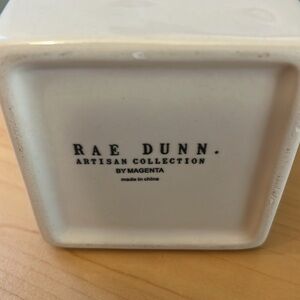 RAE DUNN.
ARTISAN COLLECTION
BY MAGENTA
made in china